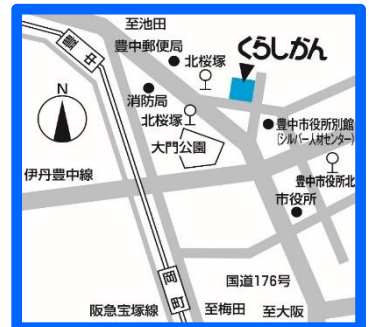 至池田
豊中郵便局
北桜塚
くらしかん
豊中
N
消防局
北桜塚
大門公園
豊中市役所別館
(シルバー人材センター)
伊丹豊中線
豊中市役所北
市役所
岡町
国道176号
阪急宝塚線
至梅田
至大阪